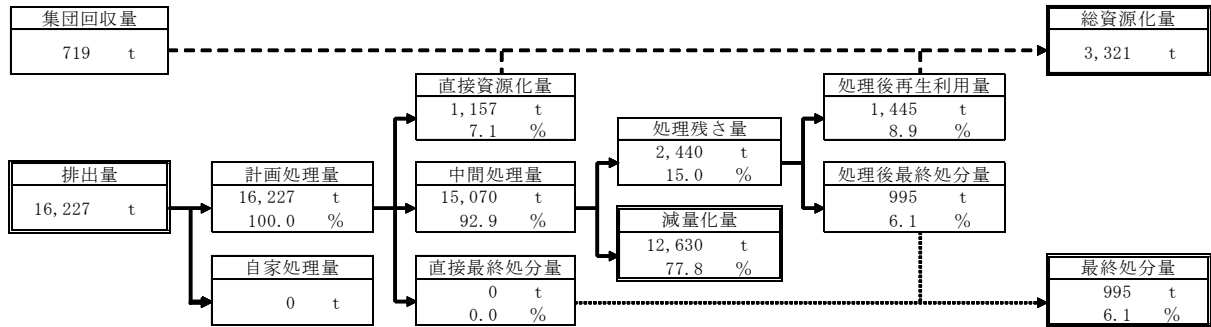 集団回収量
719 t
総資源化量
3,321 t
直接資源化量
1,157 t
7.1 %
処理後再生利用量
1,445 t
8.9 %
処理残さ量
2,440 t
15.0 %
排出量
16,227 t
計画処理量
16,227 t
100.0 %
中間処理量
15,070 t
92.9 %
処理後最終処分量
995 t
6.1 %
減量化量
12,630 t
77.8 %
自家処理量
0 t
直接最終処分量
0 t
0.0 %
最終処分量
995 t
6.1 %